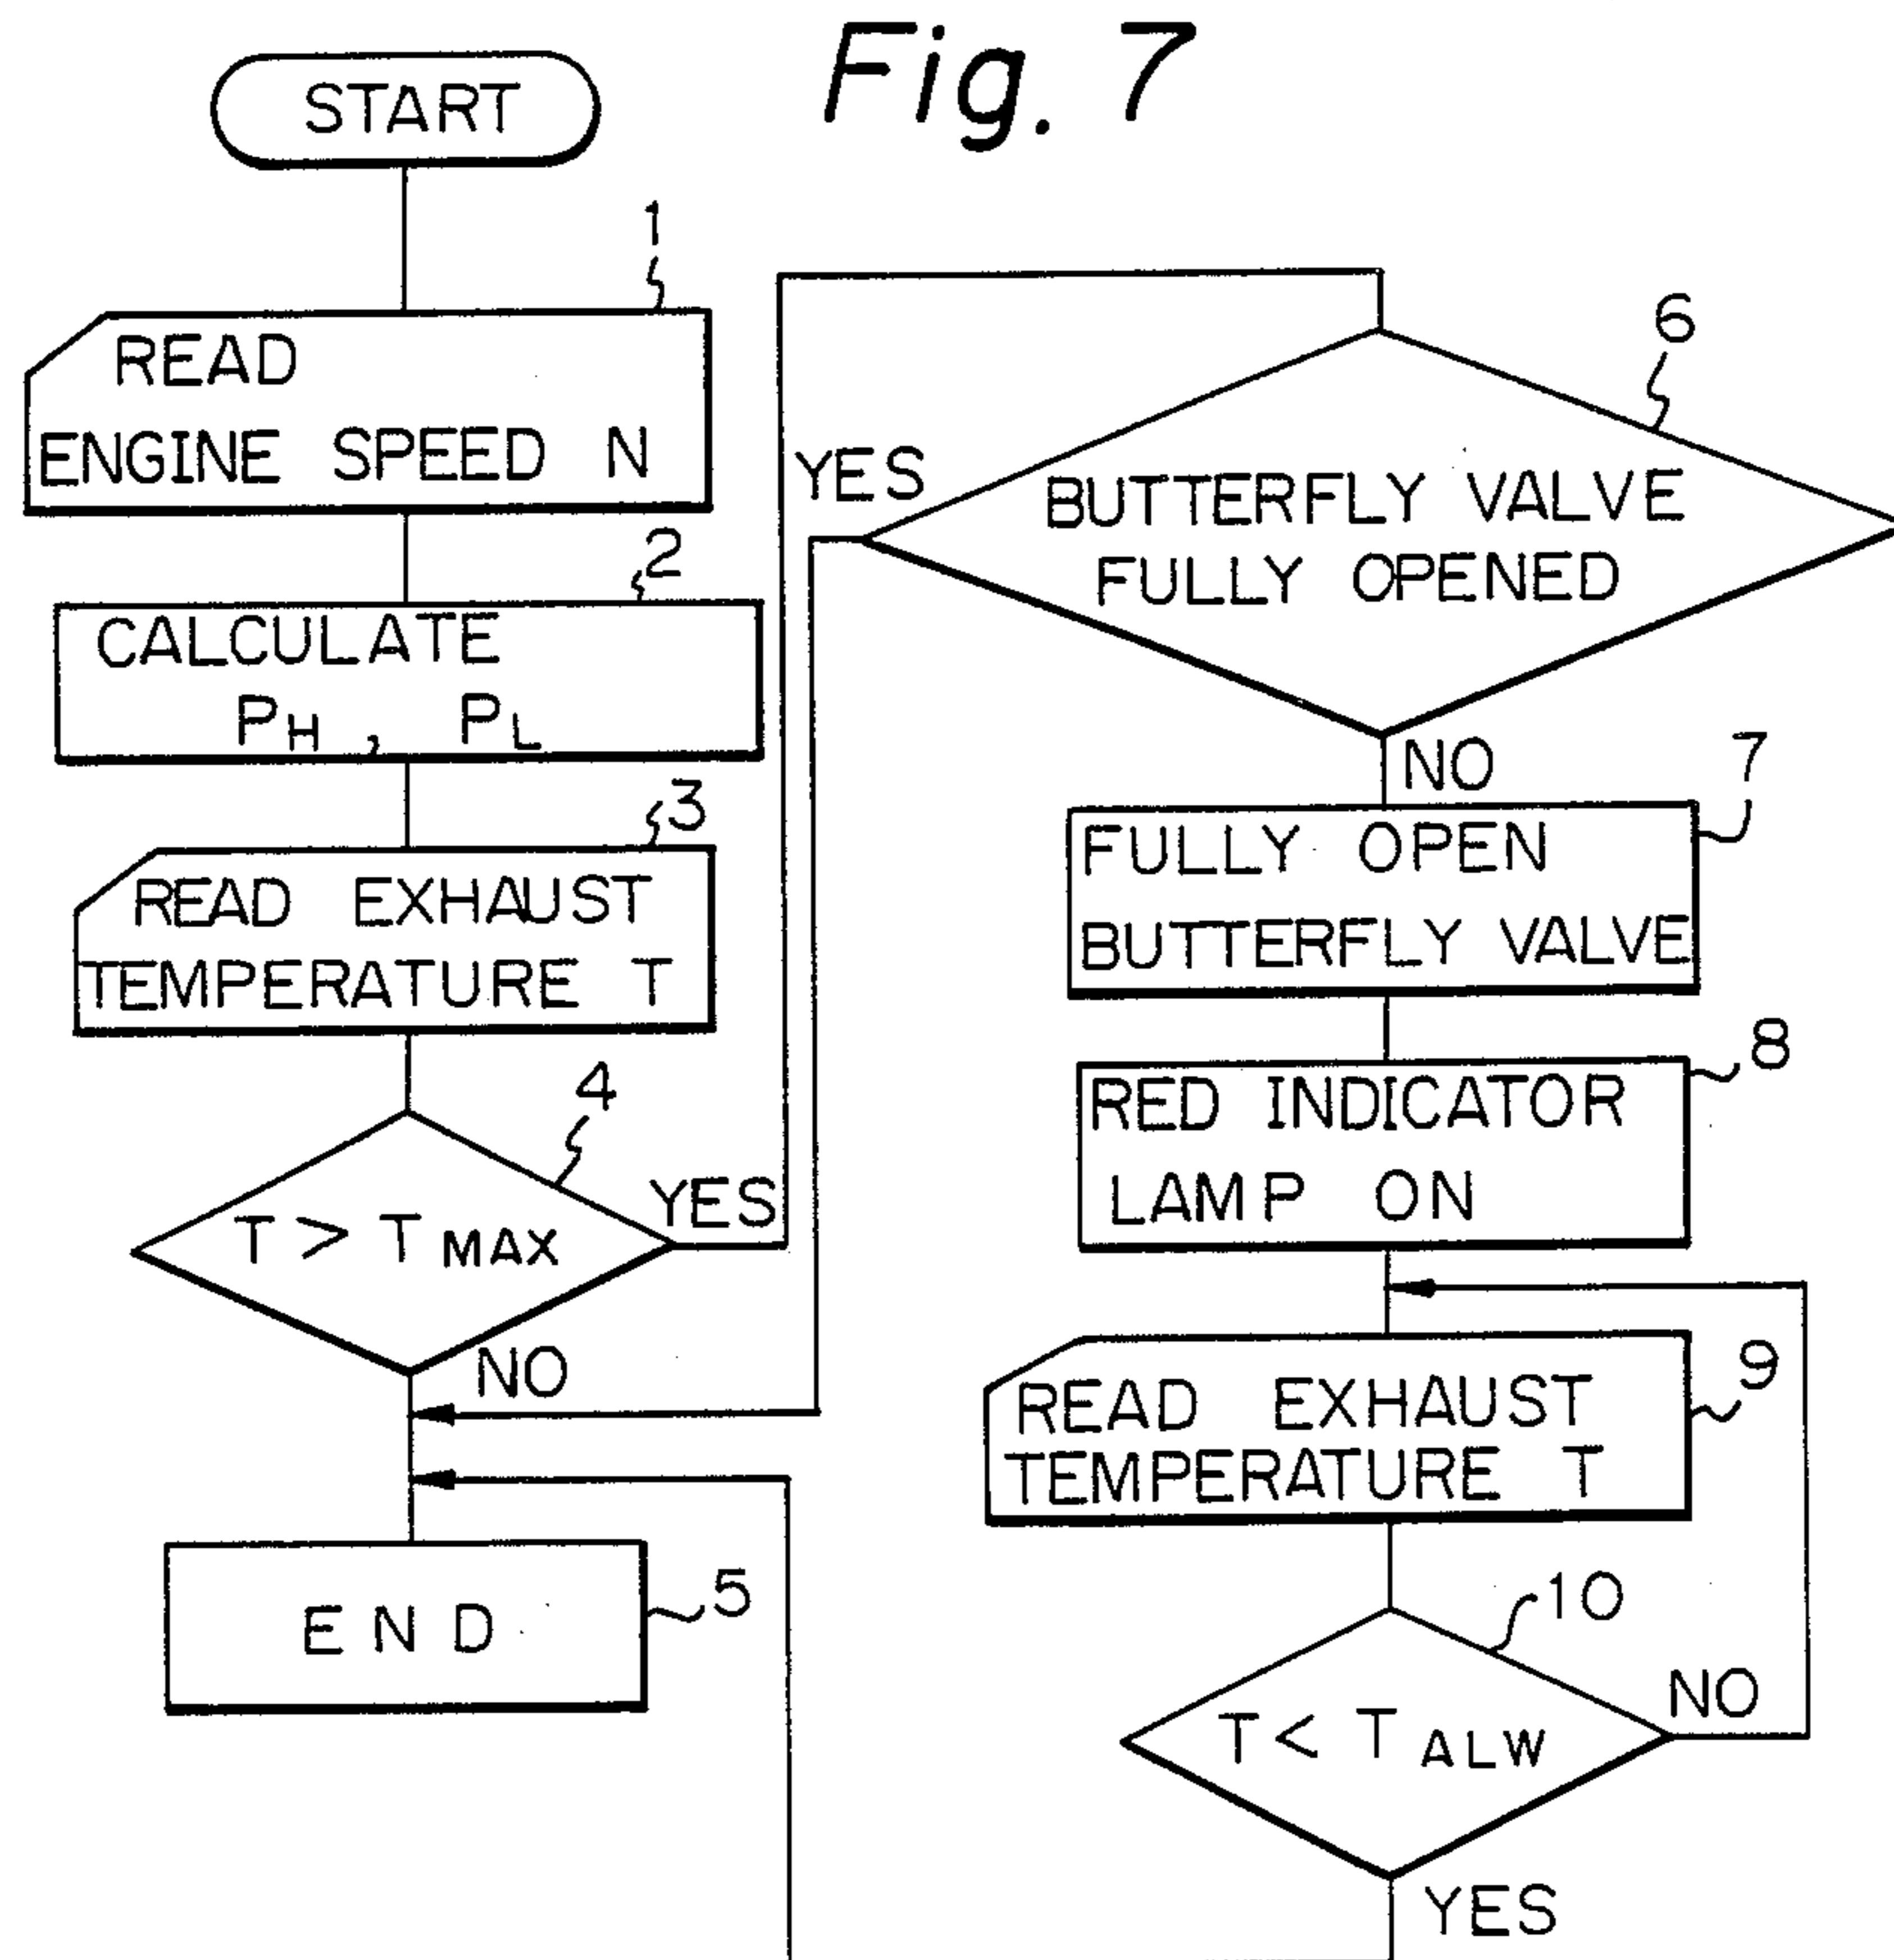 Fig. 7
START
1
READ
ENGINE SPEED N
2
CALCULATE
PH , PL
3
READ EXHAUST
TEMPERATURE T
4
T > TMAX
YES
NO
5
END
6
YES
BUTTERFLY VALVE
FULLY OPENED
NO
7
FULLY OPEN
BUTTERFLY VALVE
8
RED INDICATOR
LAMP ON
9
READ EXHAUST
TEMPERATURE T
10
T < TALW
NO
YES